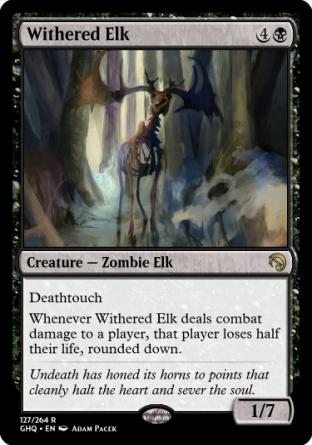 Withered Elk 4
Creature — Zombie Elk
Deathtouch
Whenever Withered Elk deals combat
damage to a player, that player loses half
their life, rounded down.
Undeath has honed its horns to points that
cleanly halt the heart and sever the soul.
1/7
127/264 R
GHQ • EN Adam Pacek